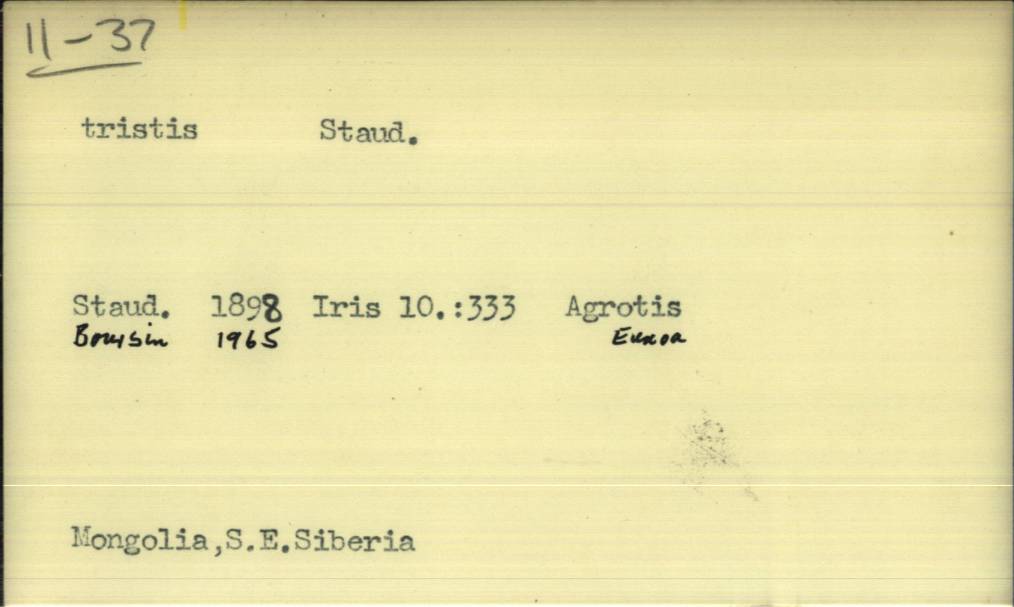 11-37
tristis Staud.
Staud. 1898 Iris 10.:333 Agrotis
Boursin 1965 Euxoa
Mongolia,S.E.Siberia